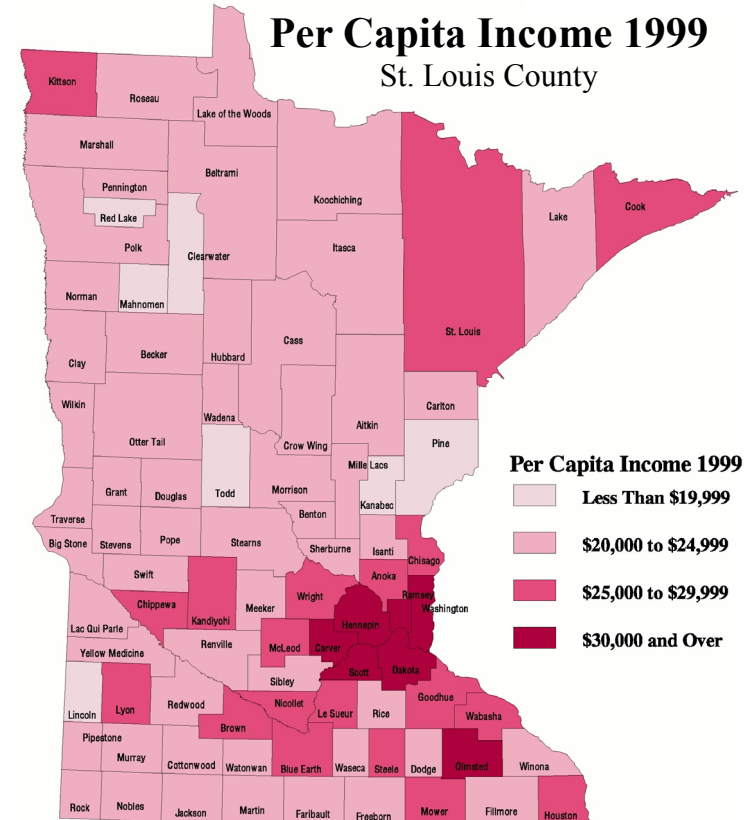 Per Capita Income 1999
St. Louis County
Kittson
Roseau
Lake of the Woods
Marshall
Beltrami
Pennington
Koochiching
Red Lake
Lake
Cook
Polk
Itasca
Clearwater
Norman
Mahnomen
St. Louis
Cass
Becker
Hubbard
Clay
Wilkin
Carlton
Wadena
Aitkin
Otter Tail
Crow Wing
Pine
Mille Lacs
Per Capita Income 1999
Less Than $19,999
$20,000 to $24,999
$25,000 to $29,999
$30,000 and Over
Grant
Douglas
Todd
Morrison
Kanabec
Benton
Traverse
Big Stone
Stevens
Pope
Stearns
Sherburne
Isanti
Chisago
Swift
Anoka
Wright
Ramsey
Chippewa
Kandiyohi
Meeker
Washington
Hennepin
Lac Qui Parle
Renville
McLeod
Carver
Yellow Medicine
Scott
Dakota
Sibley
Goodhue
Lincoln
Lyon
Redwood
Nicollet
Le Sueur
Rice
Wabasha
Brown
Pipestone
Murray
Cottonwood
Watonwan
Blue Earth
Waseca
Steele
Dodge
Olmsted
Winona
Rock
Nobles
Jackson
Martin
Faribault
Freeborn
Mower
Fillmore
Houston